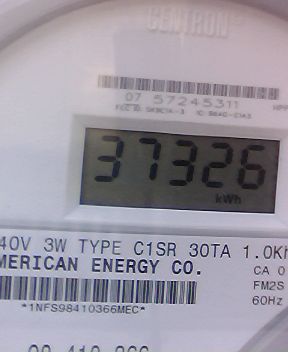 CENTRON
07 57245311
37326
kWh
40V 3W TYPE C1SR 30TA 1.0Kh
MERICAN ENERGY CO.
CA 0
FM2S
60Hz
*1NFS98410366MEC*